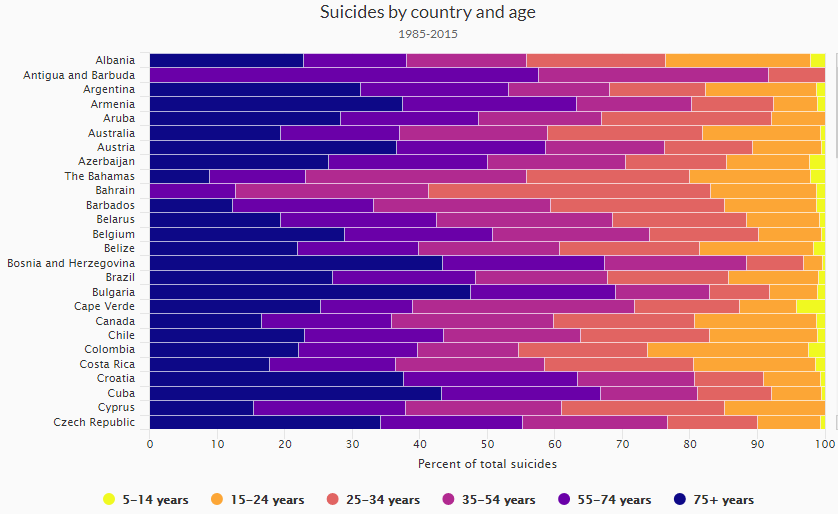 Suicides by country and age
1985-2015
Albania
Antigua and Barbuda
Argentina
Armenia
Aruba
Australia
Austria
Azerbaijan
The Bahamas
Bahrain
Barbados
Belarus
Belgium
Belize
Bosnia and Herzegovina
Brazil
Bulgaria
Cape Verde
Canada
Chile
Colombia
Costa Rica
Croatia
Cuba
Cyprus
Czech Republic
0 10 20 30 40 50 60 70 80 90 100
Percent of total suicides
5-14 years 15-24 years 25-34 years 35-54 years 55-74 years 75+ years